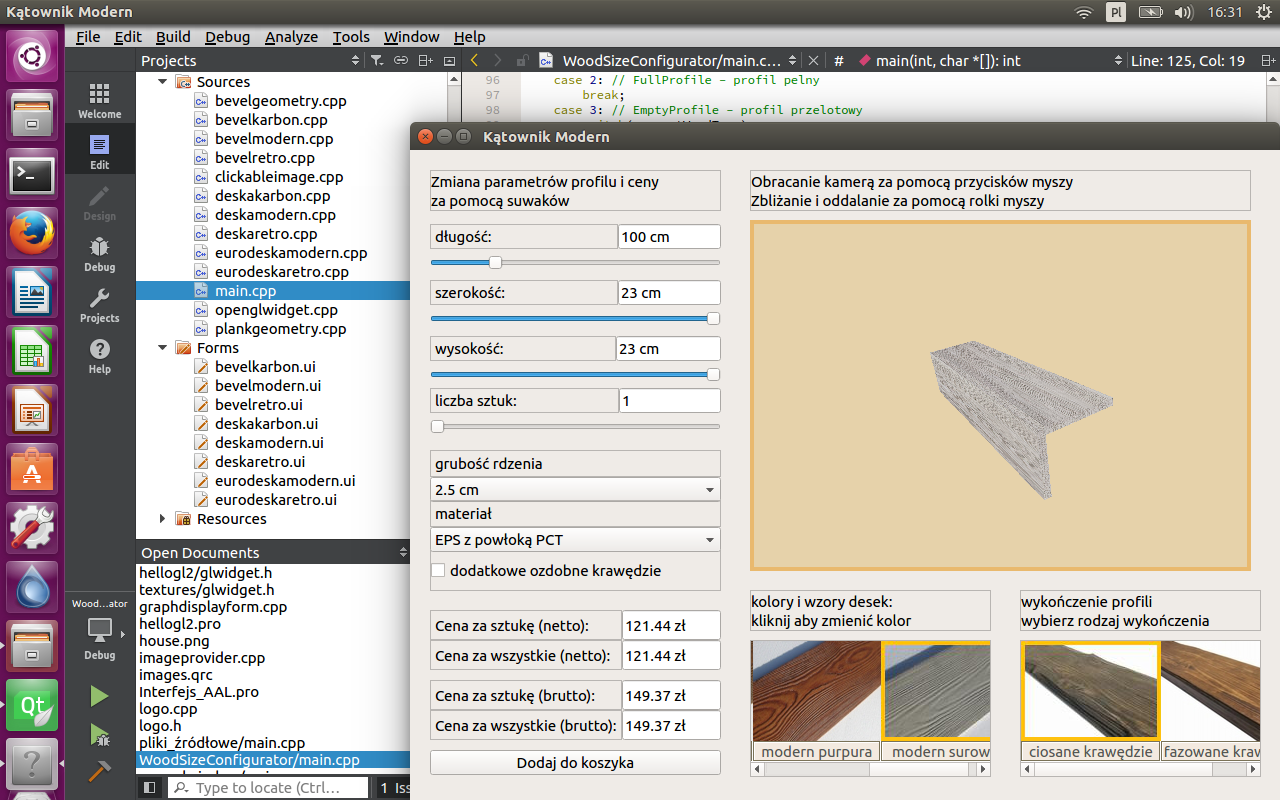 Kątownik Modern
Pl
16:31
File Edit Build Debug Analyze Tools Window Help
Projects
WoodSizeConfigurator/main.c...
#
main(int, char *[]): int
Line: 125, Col: 19
Welcome
Edit
Design
Debug
Projects
Help
Wood...ator
Debug
Sources
bevelgeometry.cpp
bevelkarbon.cpp
bevelmodern.cpp
bevelretro.cpp
clickableimage.cpp
deskakarbon.cpp
deskamodern.cpp
deskaretro.cpp
eurodeskamodern.cpp
eurodeskaretro.cpp
main.cpp
openglwidget.cpp
plankgeometry.cpp
Forms
bevelkarbon.ui
bevelmodern.ui
bevelretro.ui
deskakarbon.ui
deskamodern.ui
deskaretro.ui
eurodeskamodern.ui
eurodeskaretro.ui
Resources
Open Documents
hellogl2/glwidget.h
textures/glwidget.h
graphdisplayform.cpp
hellogl2.pro
house.png
imageprovider.cpp
images.qrc
Interfejs_AAL.pro
logo.cpp
logo.h
pliki_źródłowe/main.cpp
WoodSizeConfigurator/main.cpp
Type to locate (Ctrl...
1 Iss
96 case 2: // FullProfile - profil pelny
97 break;
98 case 3: // EmptyProfile - profil przelotowy
Kątownik Modern
Zmiana parametrów profilu i ceny
za pomocą suwaków
długość: 100 cm
szerokość: 23 cm
wysokość: 23 cm
liczba sztuk: 1
grubość rdzenia
2.5 cm
materiał
EPS z powłoką PCT
dodatkowe ozdobne krawędzie
Cena za sztukę (netto): 121.44 zł
Cena za wszystkie (netto): 121.44 zł
Cena za sztukę (brutto): 149.37 zł
Cena za wszystkie (brutto): 149.37 zł
Dodaj do koszyka
Obracanie kamerą za pomocą przycisków myszy
Zbliżanie i oddalanie za pomocą rolki myszy
kolory i wzory desek:
kliknij aby zmienić kolor
modern purpura
modern surow
wykończenie profili
wybierz rodzaj wykończenia
ciosane krawędzie
fazowane kraw